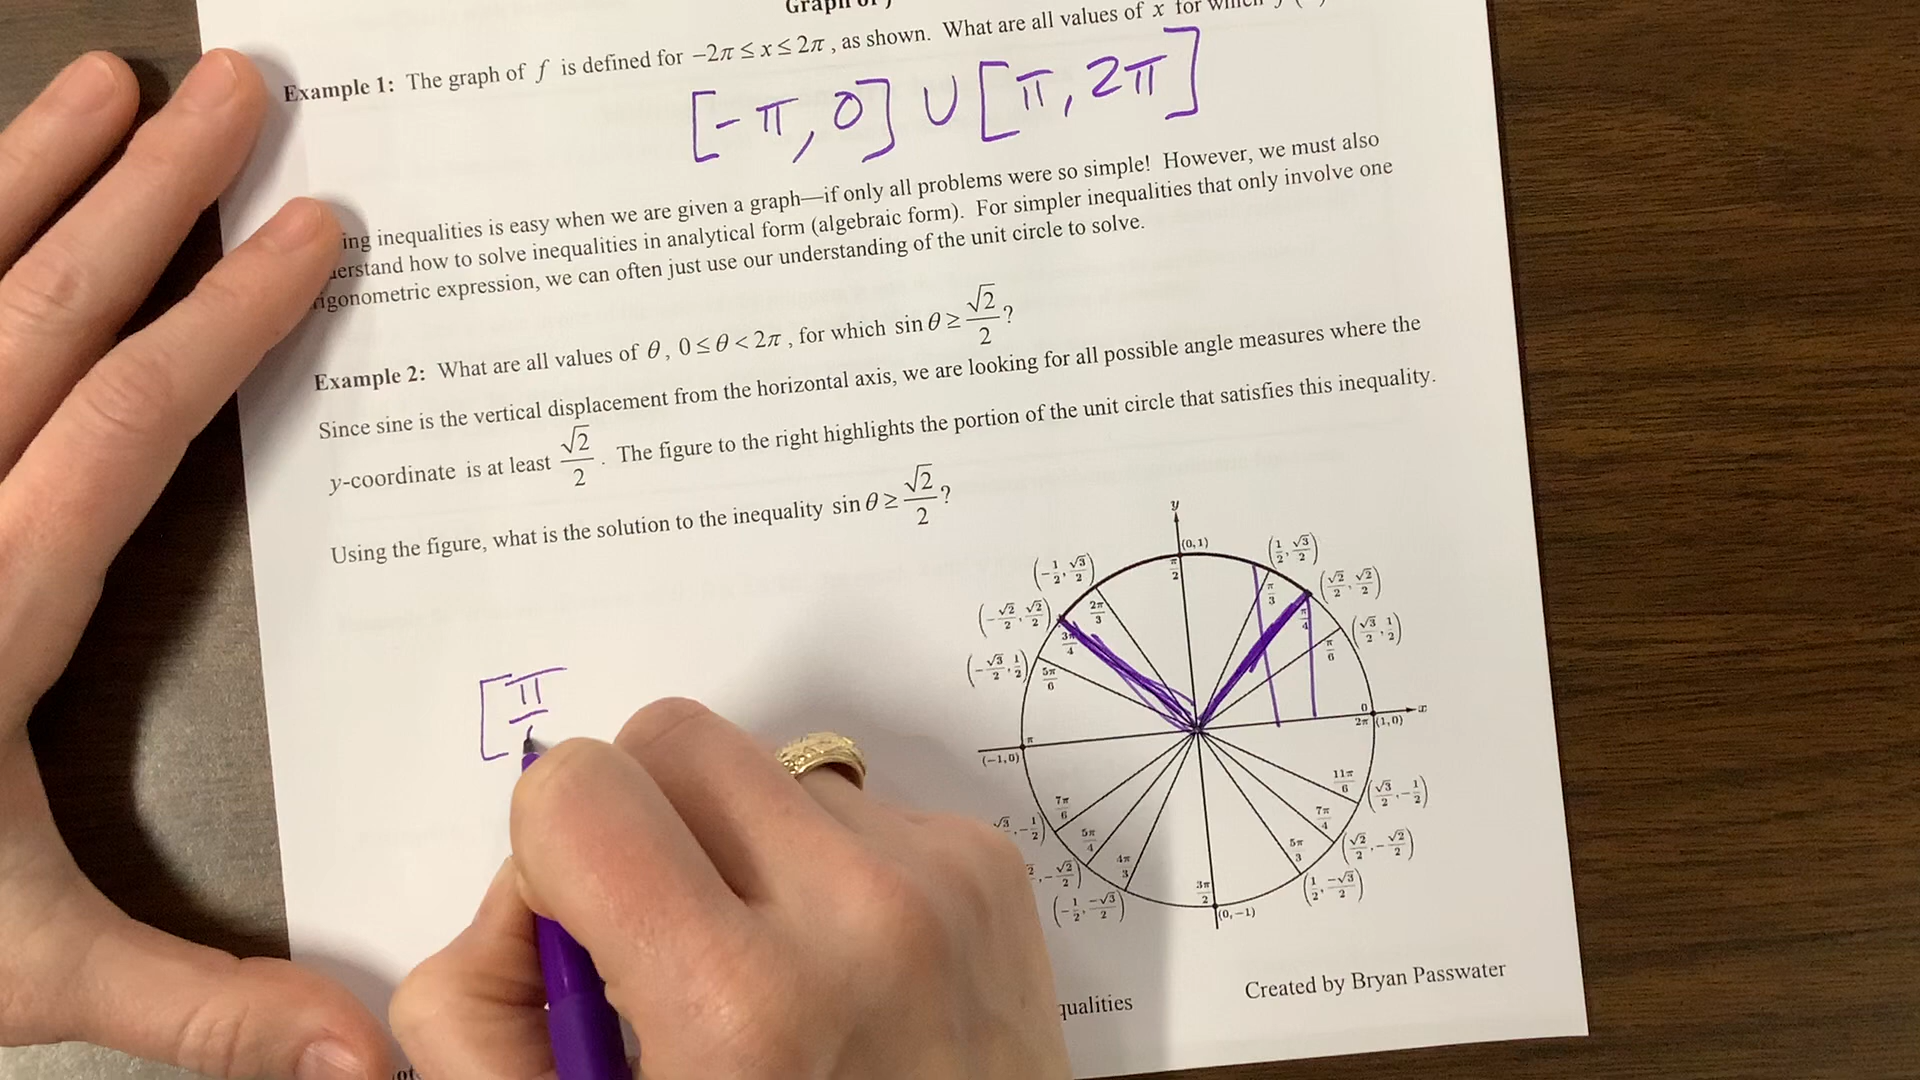 Graph of f
Example 1: The graph of f is defined for −2π ≤ x ≤ 2π, as shown. What are all values of x for which
[-π, 0] ∪ [π, 2π]
ing inequalities is easy when we are given a graph—if only all problems were so simple! However, we must also
erstand how to solve inequalities in analytical form (algebraic form). For simpler inequalities that only involve one
rigonometric expression, we can often just use our understanding of the unit circle to solve.
Example 2: What are all values of θ, 0 ≤ θ < 2π, for which sin θ ≥ √2/2?
Since sine is the vertical displacement from the horizontal axis, we are looking for all possible angle measures where the
y-coordinate is at least √2/2. The figure to the right highlights the portion of the unit circle that satisfies this inequality.
Using the figure, what is the solution to the inequality sin θ ≥ √2/2?
[π
y
(0,1)
π/2
(1/2, √3/2)
π/3
(√2/2, √2/2)
π/4
(√3/2, 1/2)
π/6
(−1/2, √3/2)
2π/3
(−√2/2, √2/2)
3π/4
(−√3/2, 1/2)
5π/6
0
2π
(1,0)
x
π
(−1,0)
7π/6
√3, −1/2)
5π/4
2, −√2/2)
4π/3
(−1/2, −√3/2)
3π/2
(0,−1)
5π/3
(1/2, −√3/2)
7π/4
(√2/2, −√2/2)
11π/6
(√3/2, −1/2)
qualities
Created by Bryan Passwater
ot